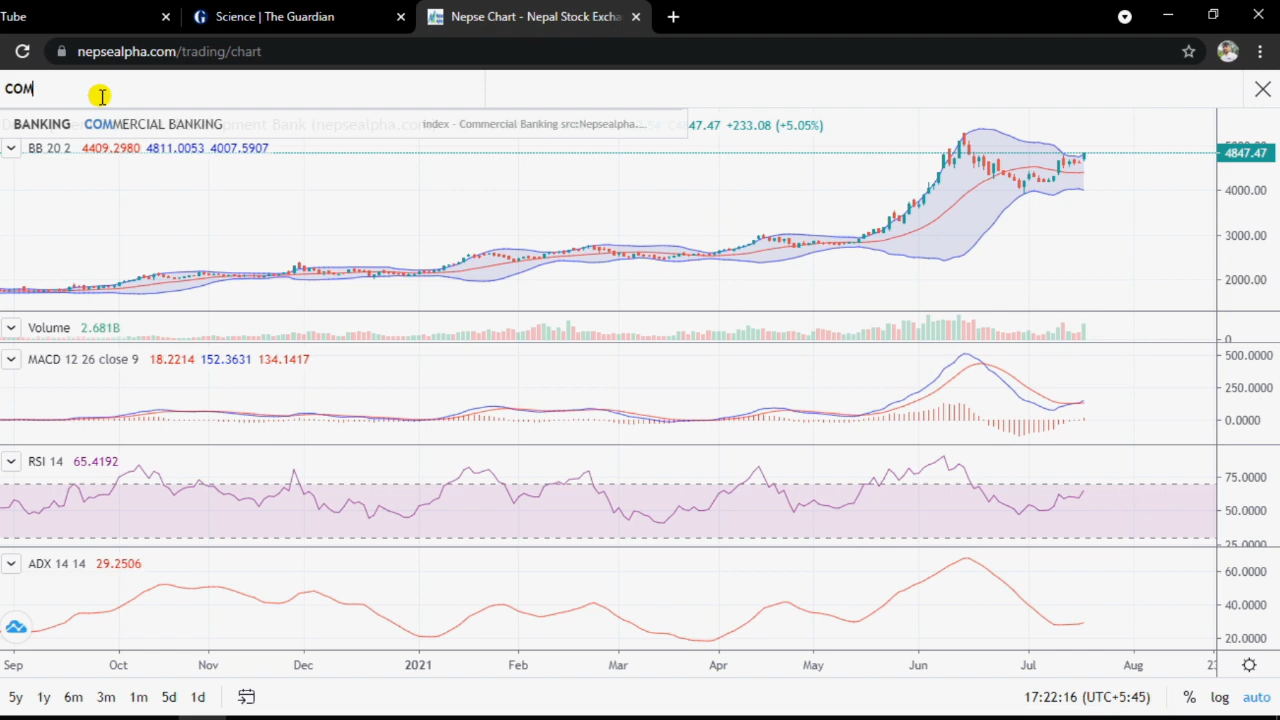 Tube
Science | The Guardian
Nepse Chart - Nepal Stock Excha
nepsealpha.com/trading/chart
COM
BANKING COMMERCIAL BANKING index - Commercial Banking src:Nepsealpha....
pment Bank (nepsealpha.co 47.47 +233.08 (+5.05%)
BB 20 2 4409.2980 4811.0053 4007.5907
4847.47
4000.00
3000.00
2000.00
Volume 2.681B
0
MACD 12 26 close 9 18.2214 152.3631 134.1417
500.0000
250.0000
0.0000
RSI 14 65.4192
75.0000
50.0000
25.0000
ADX 14 14 29.2506
60.0000
40.0000
20.0000
Sep Oct Nov Dec 2021 Feb Mar Apr May Jun Jul Aug
5y 1y 6m 3m 1m 5d 1d 17:22:16 (UTC+5:45) % log auto